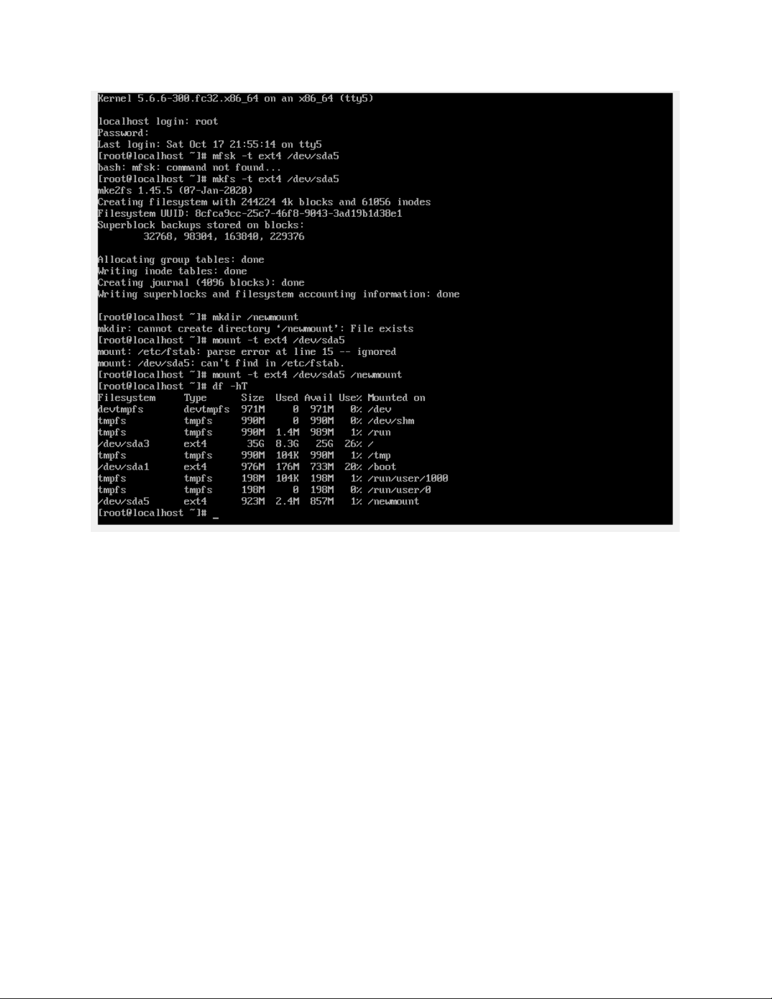 Kernel 5.6.6-300.fc32.x86_64 on an x86_64 (tty5)
localhost login: root
Password:
Last login: Sat Oct 17 21:55:14 on tty5
[root@localhost ~]# mfsk -t ext4 /dev/sda5
bash: mfsk: command not found...
[root@localhost ~]# mkfs -t ext4 /dev/sda5
mke2fs 1.45.5 (07-Jan-2020)
Creating filesystem with 244224 4k blocks and 61056 inodes
Filesystem UUID: 8cfca9cc-25c7-46f8-9043-3ad19b1d38e1
Superblock backups stored on blocks:
        32768, 98304, 163840, 229376
Allocating group tables: done
Writing inode tables: done
Creating journal (4096 blocks): done
Writing superblocks and filesystem accounting information: done
[root@localhost ~]# mkdir /newmount
mkdir: cannot create directory ‘/newmount’: File exists
[root@localhost ~]# mount -t ext4 /dev/sda5
mount: /etc/fstab: parse error at line 15 -- ignored
mount: /dev/sda5: can't find in /etc/fstab.
[root@localhost ~]# mount -t ext4 /dev/sda5 /newmount
[root@localhost ~]# df -hT
Filesystem     Type      Size  Used Avail Use% Mounted on
devtmpfs       devtmpfs  971M     0  971M   0% /dev
tmpfs          tmpfs     990M     0  990M   0% /dev/shm
tmpfs          tmpfs     990M  1.4M  989M   1% /run
/dev/sda3      ext4       35G  8.3G   25G  26% /
tmpfs          tmpfs     990M  104K  990M   1% /tmp
/dev/sda1      ext4      976M  176M  733M  20% /boot
tmpfs          tmpfs     198M  104K  198M   1% /run/user/1000
tmpfs          tmpfs     198M     0  198M   0% /run/user/0
/dev/sda5      ext4      923M  2.4M  857M   1% /newmount
[root@localhost ~]# _